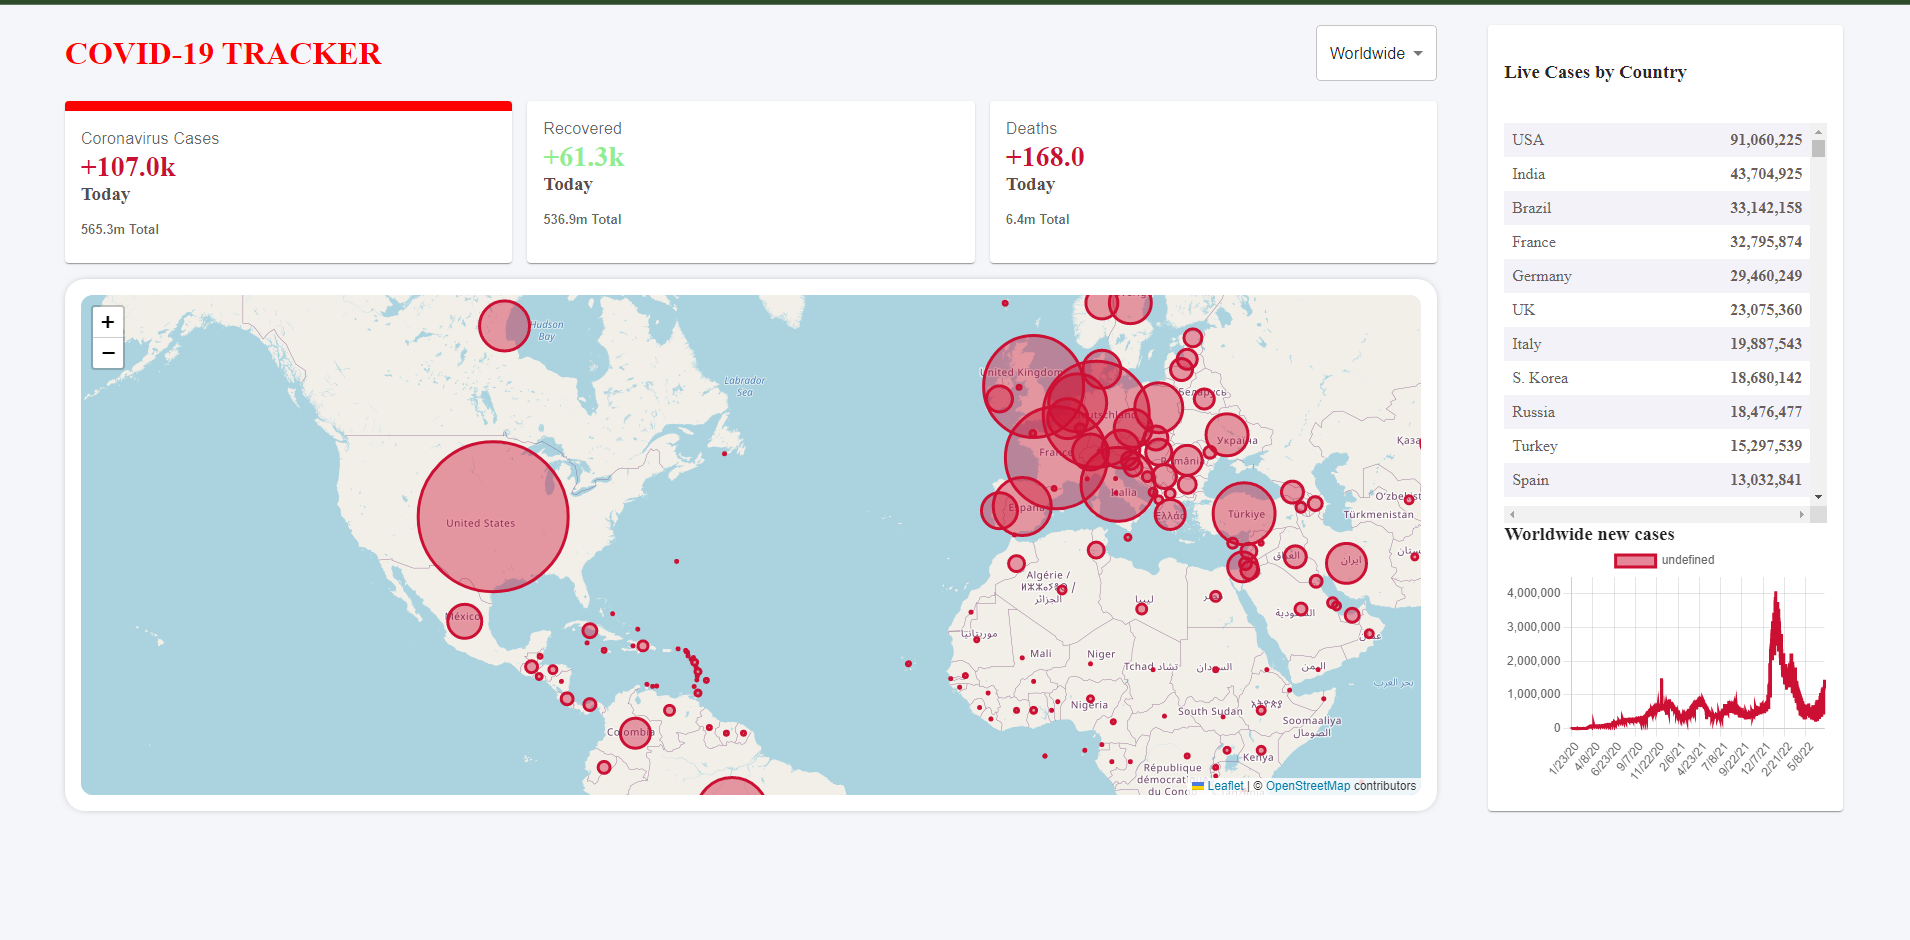 COVID-19 TRACKER
Worldwide
Coronavirus Cases
+107.0k
Today
565.3m Total
Recovered
+61.3k
Today
536.9m Total
Deaths
+168.0
Today
6.4m Total
+
−
Hudson
Bay
Labrador
Sea
United States
México
Colombia
United Kingdom
Deutschland
France
España
Italia
România
Беларусь
Україна
Ελλάς
Türkiye
Oʻzbekist
Türkmenistan
العراق
ایران
Algérie /
الجزائر
ليبيا
مصر
السعودية
عمان
موريتانيا
Mali
Niger
Tchad تشاد
السودان
اليمن
بحر العرب
Nigeria
South Sudan
Soomaaliya
الصومال
Kenya
République
démocrat
du Con
Leaflet | © OpenStreetMap contributors
Live Cases by Country
USA 91,060,225
India 43,704,925
Brazil 33,142,158
France 32,795,874
Germany 29,460,249
UK 23,075,360
Italy 19,887,543
S. Korea 18,680,142
Russia 18,476,477
Turkey 15,297,539
Spain 13,032,841
Worldwide new cases
undefined
4,000,000
3,000,000
2,000,000
1,000,000
0
1/23/20
4/8/20
6/23/20
9/7/20
11/22/20
2/6/21
4/23/21
7/8/21
9/22/21
12/7/21
2/21/22
5/8/22